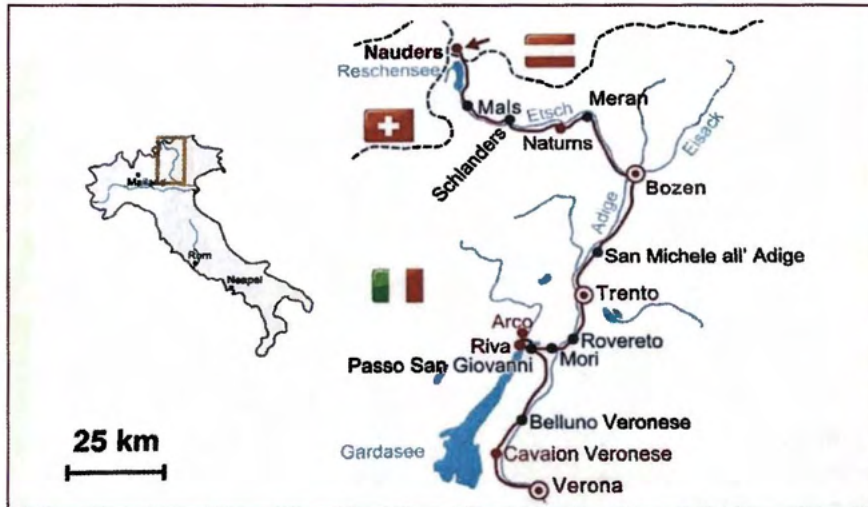 Nauders
Reschensee
Mals
Etsch
Meran
Eisack
Schlanders
Naturns
Bozen
Adige
San Michele all' Adige
Trento
Arco
Riva
Rovereto
Passo San Giovanni
Mori
Belluno Veronese
Gardasee
Cavaion Veronese
Verona
Mailand
Rom
Neapel
25 km